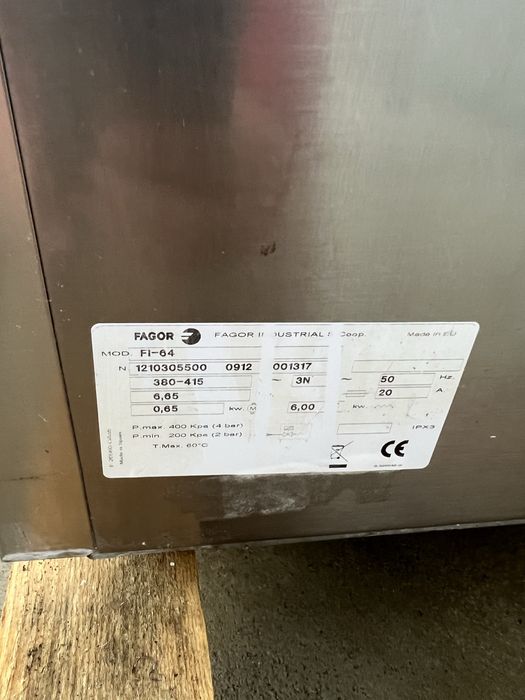 FAGOR FAGOR INDUSTRIAL S.Coop. Made in EU
MOD. FI-64
N 1210305500 0912 001317
380-415 ~ 3N ~ 50 Hz.
6,65 20 A.
0,65 kw. 6,00 kw.
P.max. 400 Kpa (4 bar) IPX3
P.min. 200 Kpa (2 bar)
T.Max. 60°C
CE
Made in Spain